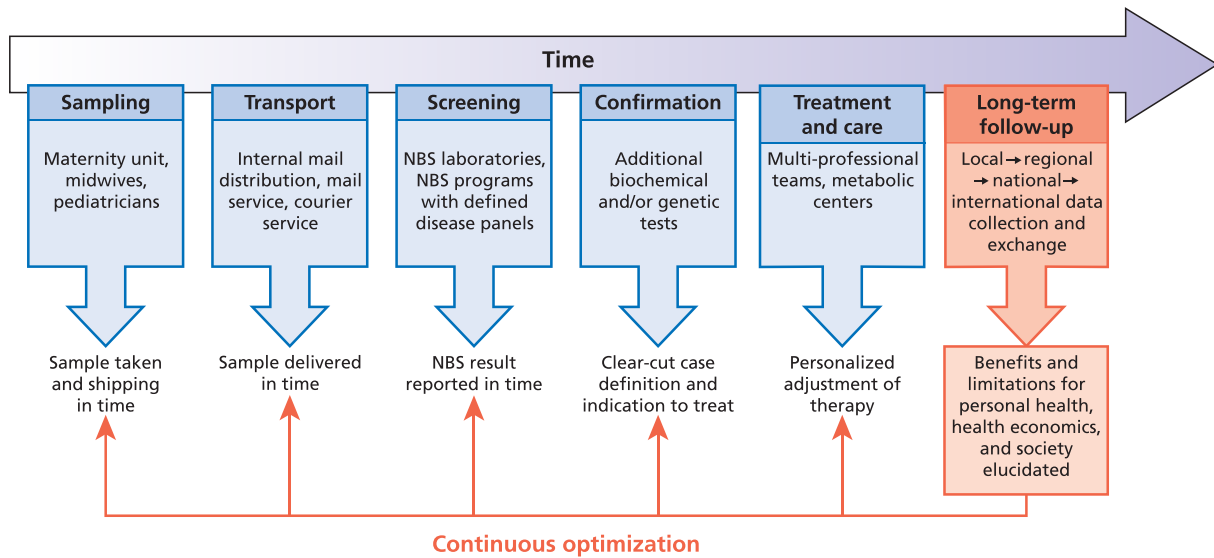 Time
Sampling
Maternity unit,
midwives,
pediatricians
Sample taken
and shipping
in time
Transport
Internal mail
distribution, mail
service, courier
service
Sample delivered
in time
Screening
NBS laboratories,
NBS programs
with defined
disease panels
NBS result
reported in time
Confirmation
Additional
biochemical
and/or genetic
tests
Clear-cut case
definition and
indication to treat
Treatment
and care
Multi-professional
teams, metabolic
centers
Personalized
adjustment of
therapy
Long-term
follow-up
Local → regional
→ national →
international data
collection and
exchange
Benefits and
limitations for
personal health,
health economics,
and society
elucidated
Continuous optimization